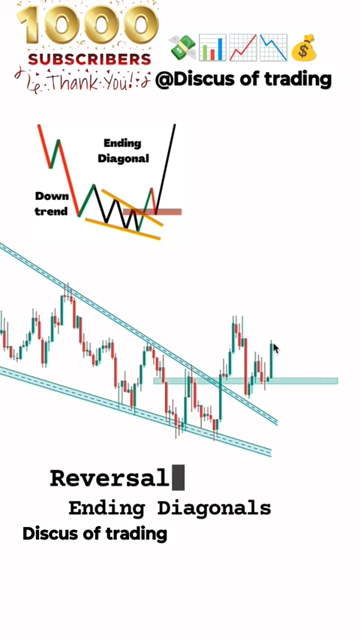 1000
SUBSCRIBERS
Thank You!
@Discus of trading
Ending
Diagonal
Down
trend
Reversal
Ending Diagonals
Discus of trading